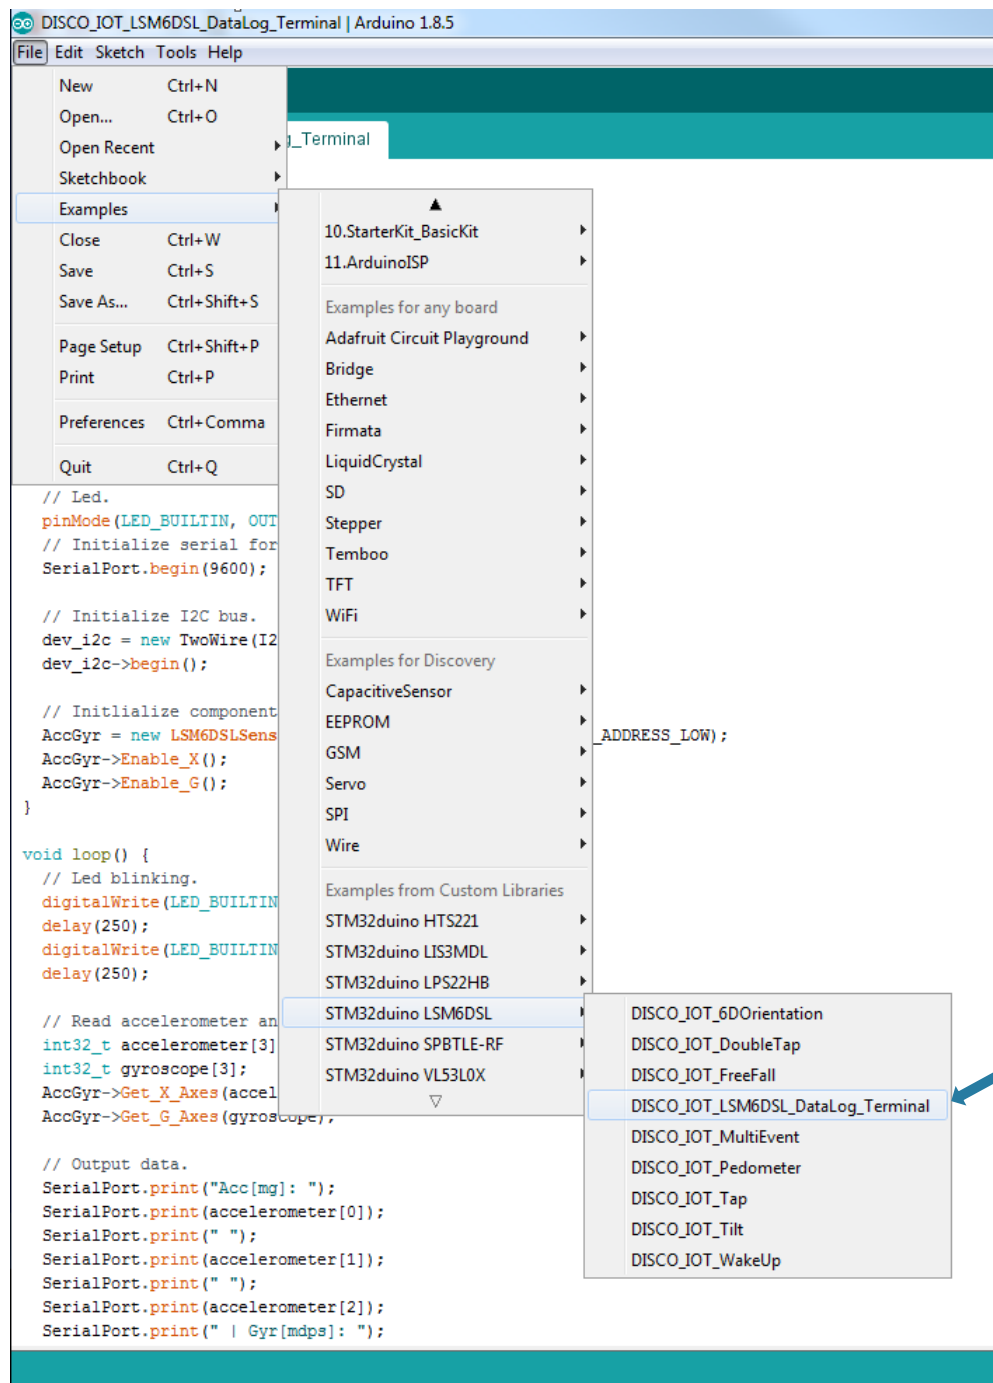 DISCO_IOT_LSM6DSL_DataLog_Terminal | Arduino 1.8.5
File Edit Sketch Tools Help
New Ctrl+N
Open... Ctrl+O
Open Recent
Sketchbook
Examples
Close Ctrl+W
Save Ctrl+S
Save As... Ctrl+Shift+S
Page Setup Ctrl+Shift+P
Print Ctrl+P
Preferences Ctrl+Comma
Quit Ctrl+Q
_Terminal
10.StarterKit_BasicKit
11.ArduinoISP
Examples for any board
Adafruit Circuit Playground
Bridge
Ethernet
Firmata
LiquidCrystal
SD
Stepper
Temboo
TFT
WiFi
Examples for Discovery
CapacitiveSensor
EEPROM
GSM
Servo
SPI
Wire
Examples from Custom Libraries
STM32duino HTS221
STM32duino LIS3MDL
STM32duino LPS22HB
STM32duino LSM6DSL
STM32duino SPBTLE-RF
STM32duino VL53L0X
DISCO_IOT_6DOrientation
DISCO_IOT_DoubleTap
DISCO_IOT_FreeFall
DISCO_IOT_LSM6DSL_DataLog_Terminal
DISCO_IOT_MultiEvent
DISCO_IOT_Pedometer
DISCO_IOT_Tap
DISCO_IOT_Tilt
DISCO_IOT_WakeUp
// Led.
pinMode(LED_BUILTIN, OUT
// Initialize serial for
SerialPort.begin(9600);
// Initialize I2C bus.
dev_i2c = new TwoWire(I2
dev_i2c->begin();
// Initlialize component
AccGyr = new LSM6DSLSens _ADDRESS_LOW);
AccGyr->Enable_X();
AccGyr->Enable_G();
}
void loop() {
// Led blinking.
digitalWrite(LED_BUILTIN
delay(250);
digitalWrite(LED_BUILTIN
delay(250);
// Read accelerometer an
int32_t accelerometer[3]
int32_t gyroscope[3];
AccGyr->Get_X_Axes(accel
AccGyr->Get_G_Axes(gyroscope);
// Output data.
SerialPort.print("Acc[mg]: ");
SerialPort.print(accelerometer[0]);
SerialPort.print(" ");
SerialPort.print(accelerometer[1]);
SerialPort.print(" ");
SerialPort.print(accelerometer[2]);
SerialPort.print(" | Gyr[mdps]: ");